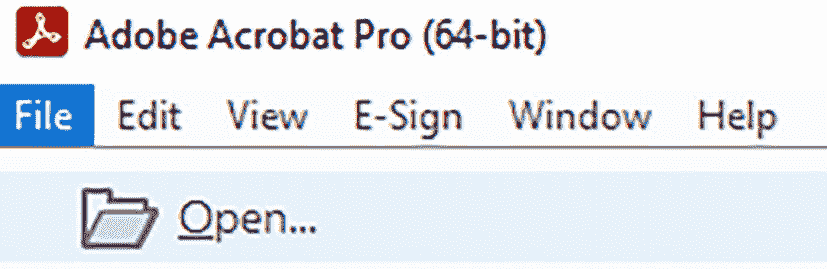 Adobe Acrobat Pro (64-bit)
File Edit View E-Sign Window Help
Open...